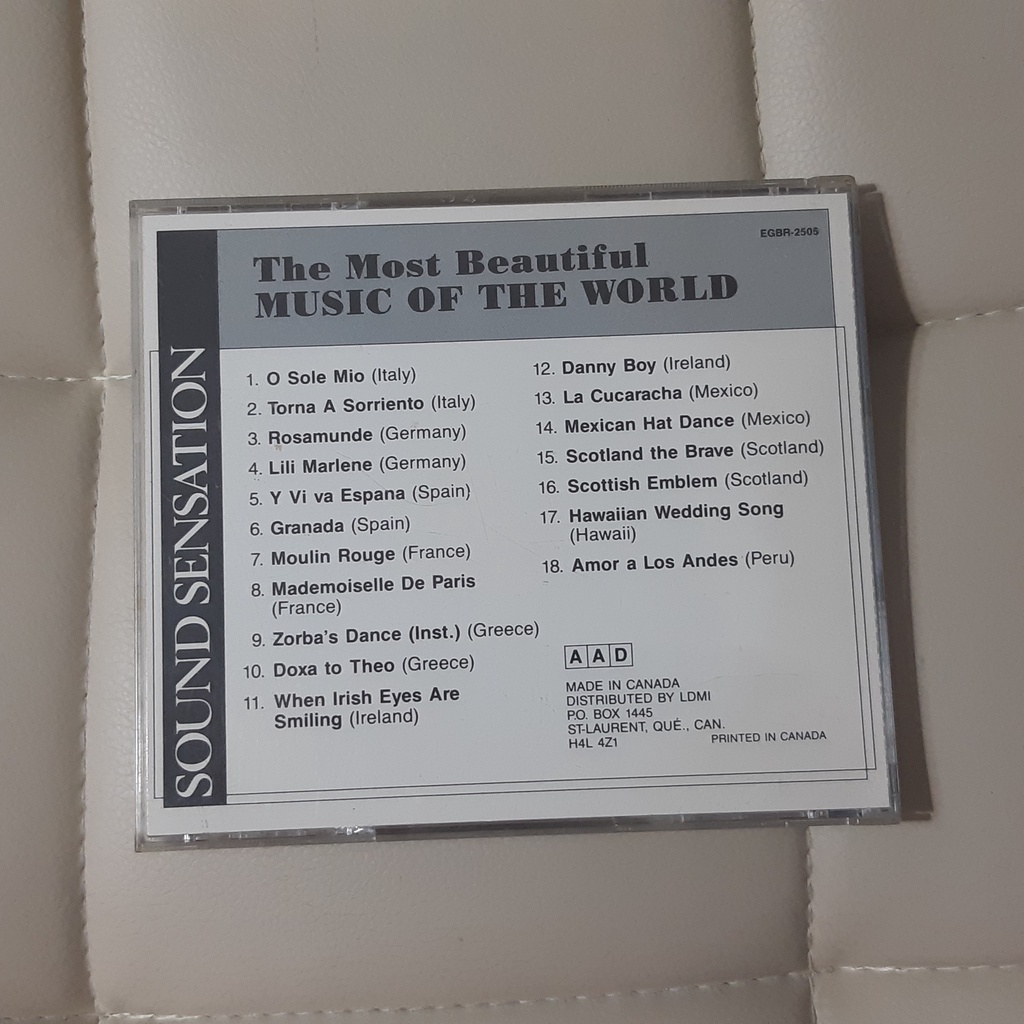 SOUND SENSATION
EGBR-2505
The Most Beautiful
MUSIC OF THE WORLD
1. O Sole Mio (Italy)
2. Torna A Sorriento (Italy)
3. Rosamunde (Germany)
4. Lili Marlene (Germany)
5. Y Vi va Espana (Spain)
6. Granada (Spain)
7. Moulin Rouge (France)
8. Mademoiselle De Paris
(France)
9. Zorba's Dance (Inst.) (Greece)
10. Doxa to Theo (Greece)
11. When Irish Eyes Are
Smiling (Ireland)
12. Danny Boy (Ireland)
13. La Cucaracha (Mexico)
14. Mexican Hat Dance (Mexico)
15. Scotland the Brave (Scotland)
16. Scottish Emblem (Scotland)
17. Hawaiian Wedding Song
(Hawaii)
18. Amor a Los Andes (Peru)
A A D
MADE IN CANADA
DISTRIBUTED BY LDMI
P.O. BOX 1445
ST-LAURENT, QUÉ., CAN.
H4L 4Z1
PRINTED IN CANADA